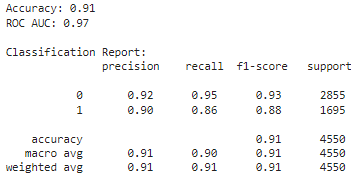 Accuracy: 0.91
ROC AUC: 0.97
Classification Report:
precision recall f1-score support
0 0.92 0.95 0.93 2855
1 0.90 0.86 0.88 1695
accuracy 0.91 4550
macro avg 0.91 0.90 0.91 4550
weighted avg 0.91 0.91 0.91 4550